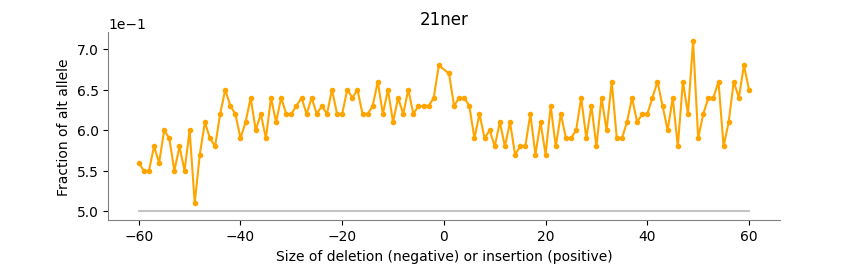 21ner
1e−1
Fraction of alt allele
7.0
6.5
6.0
5.5
5.0
−60 −40 −20 0 20 40 60
Size of deletion (negative) or insertion (positive)